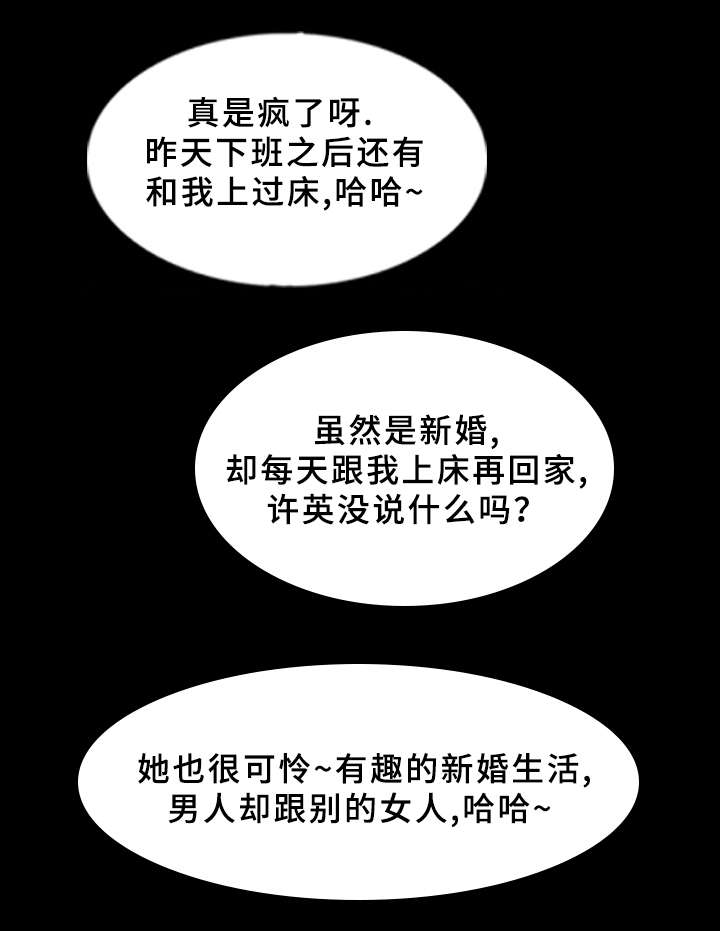 真是疯了呀.
昨天下班之后还有
和我上过床,哈哈~
虽然是新婚,
却每天跟我上床再回家,
许英没说什么吗?
她也很可怜~有趣的新婚生活,
男人却跟别的女人,哈哈~